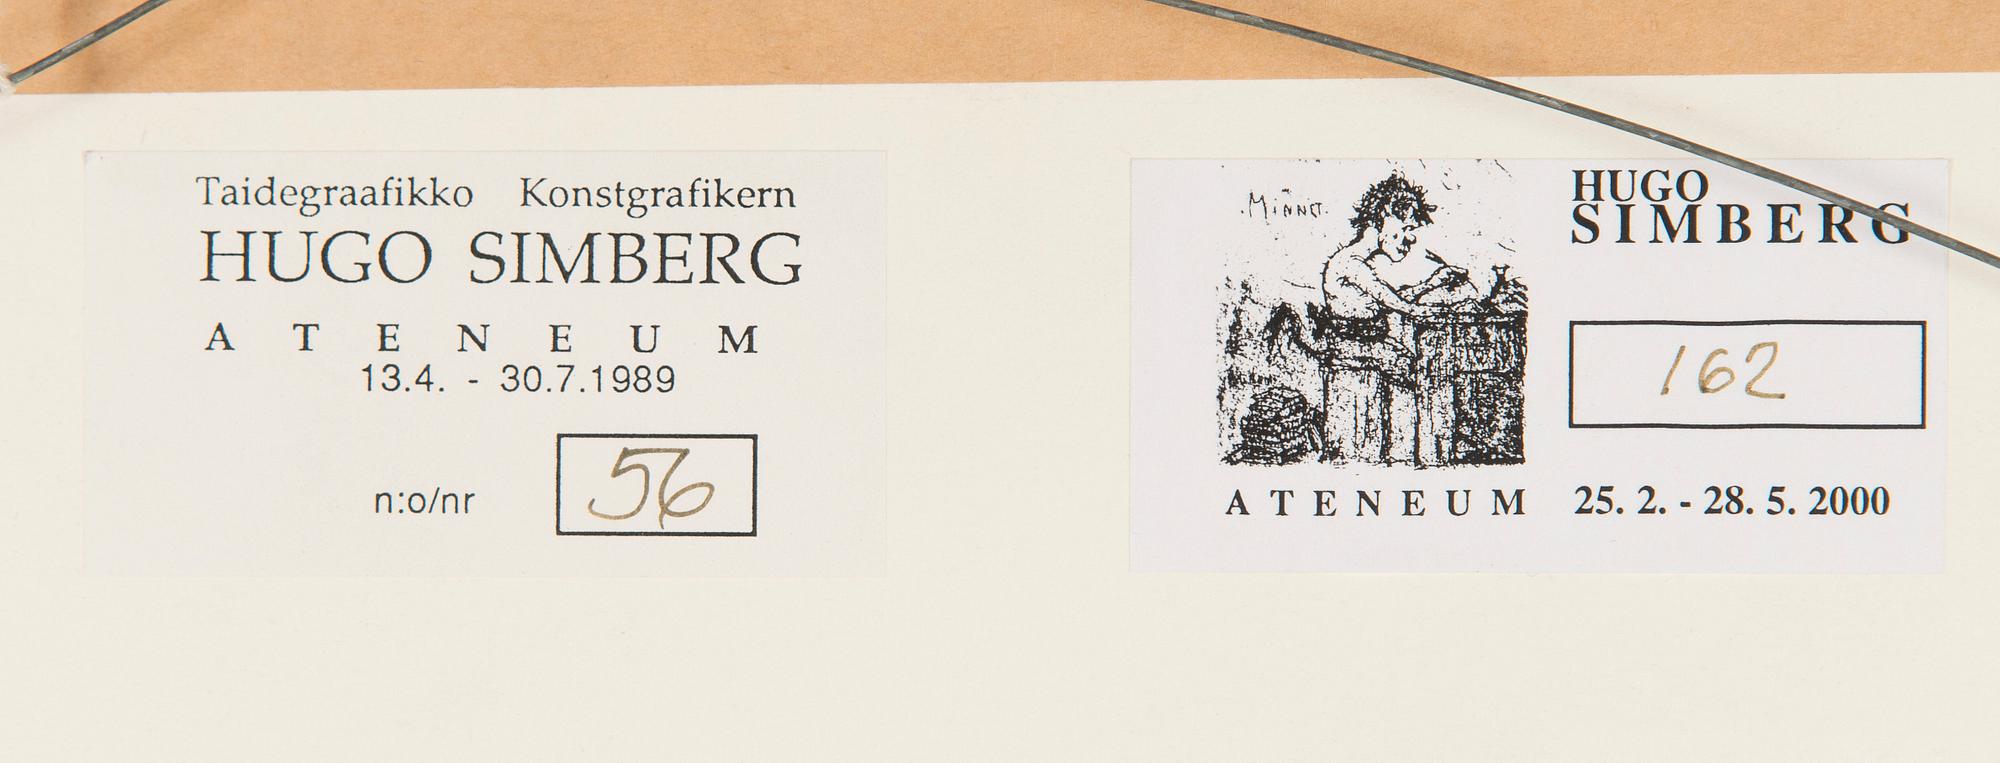 Taidegraafikko Konstgrafikern
HUGO SIMBERG
ATENEUM
13.4. - 30.7.1989
n:o/nr 56
HUGO
SIMBERG
162
ATENEUM 25. 2. - 28. 5. 2000